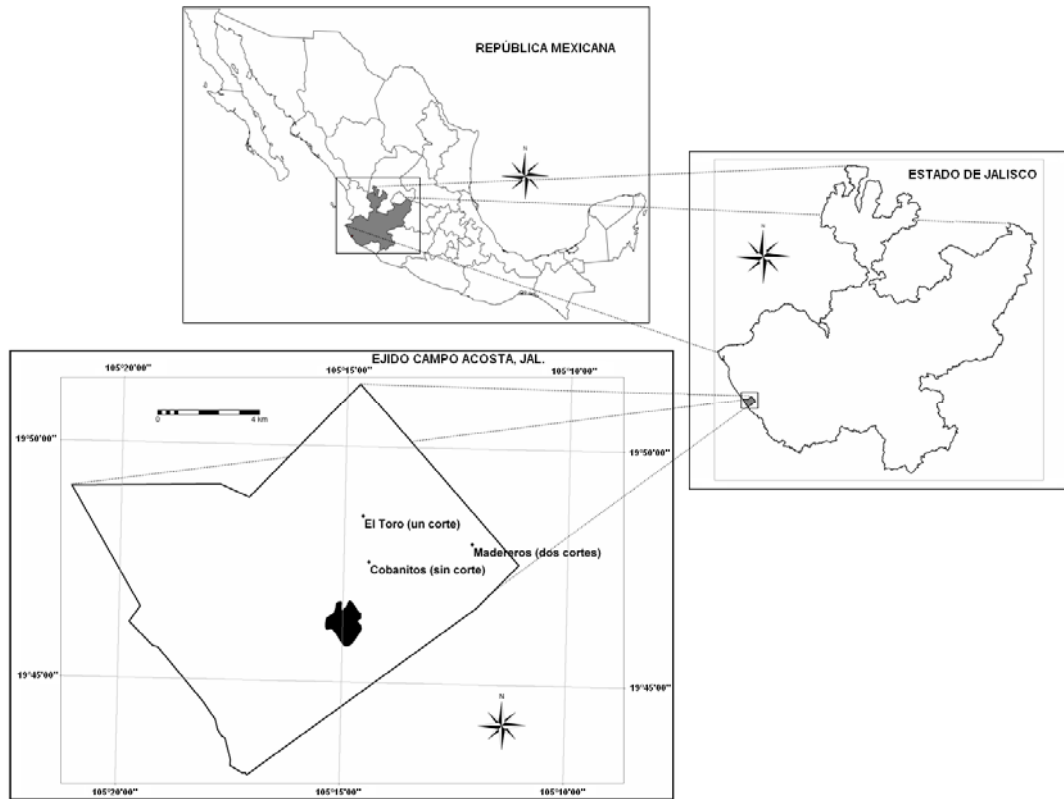 REPÚBLICA MEXICANA
N
ESTADO DE JALISCO
N
EJIDO CAMPO ACOSTA, JAL.
105°20'00"
105°15'00"
105°10'00"
0
4 km
19°50'00"
19°50'00"
El Toro (un corte)
Madereros (dos cortes)
Cobanitos (sin corte)
19°45'00"
19°45'00"
N
105°20'00"
105°15'00"
105°10'00"